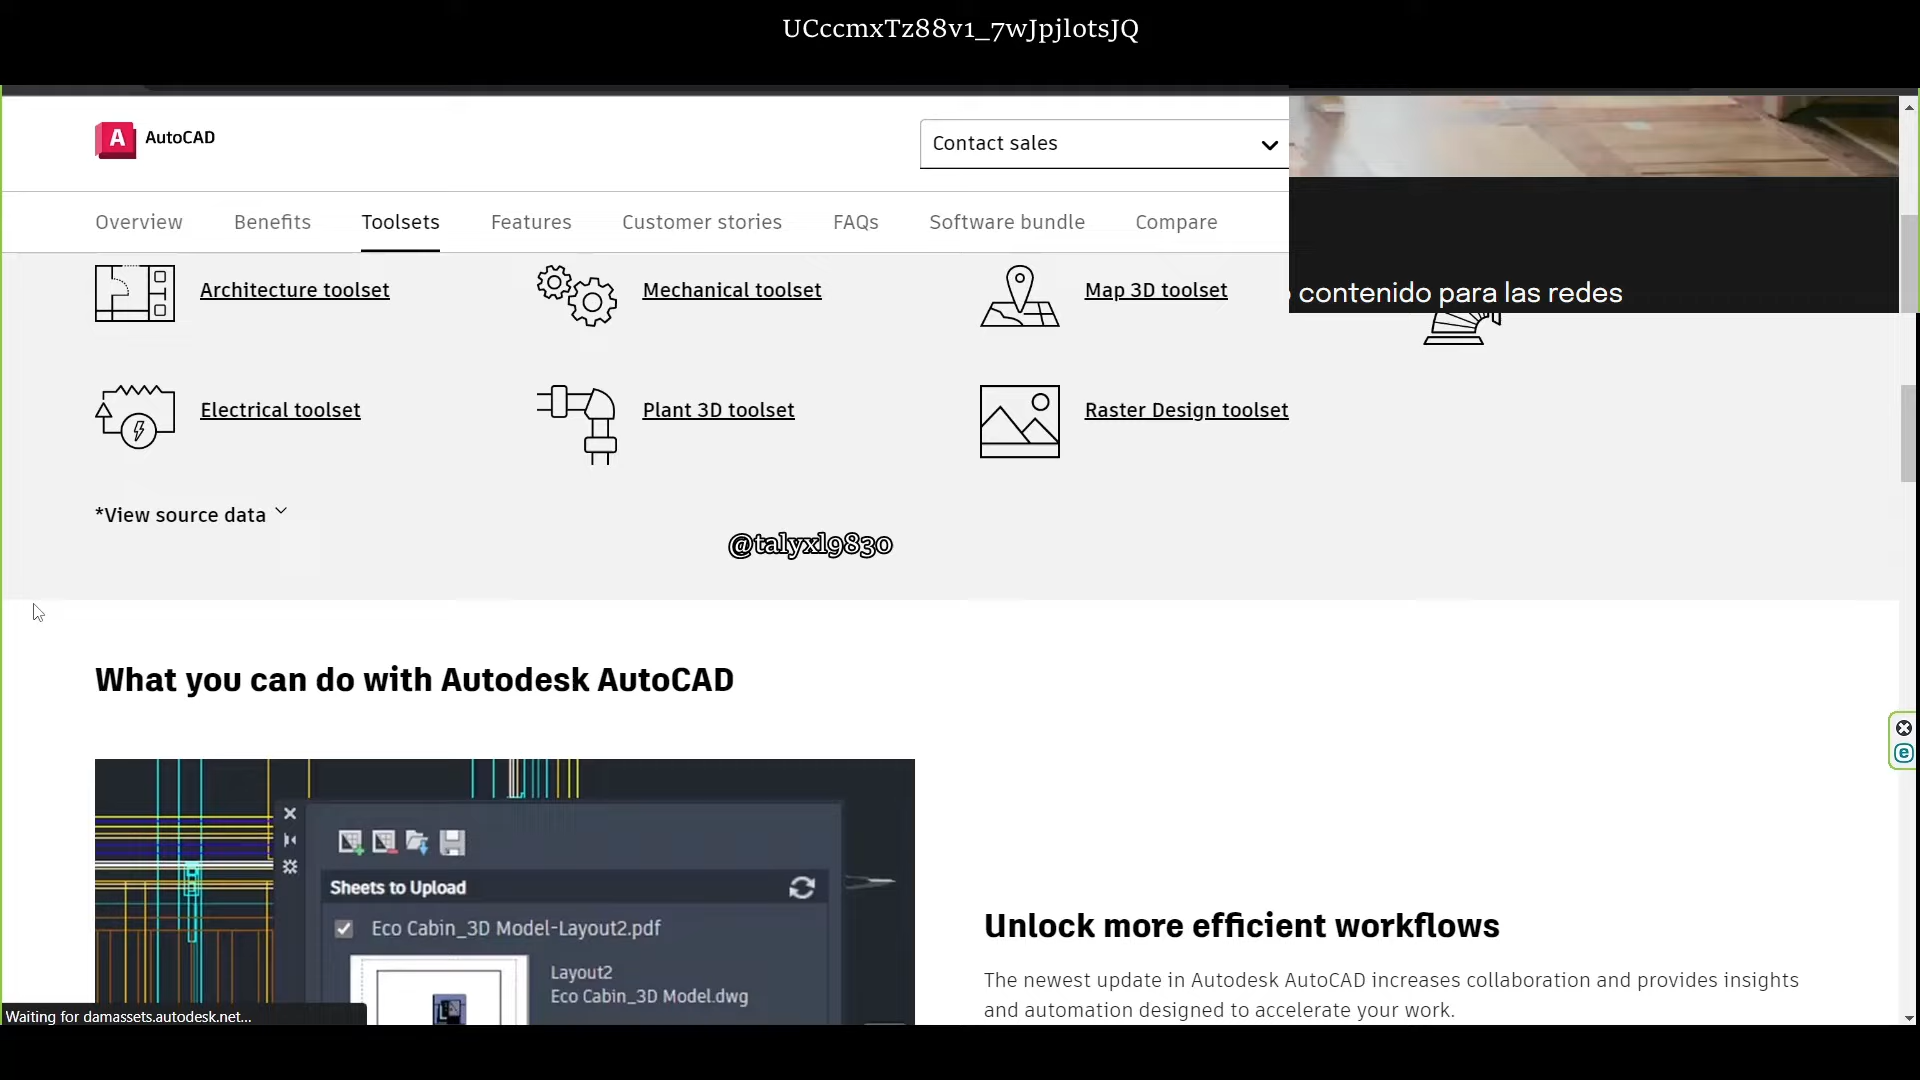 UCccmxTz88v1_7wJpjlotsJQ
A AutoCAD
Contact sales
Overview Benefits Toolsets Features Customer stories FAQs Software bundle Compare
contenido para las redes
Architecture toolset
Mechanical toolset
Map 3D toolset
Electrical toolset
Plant 3D toolset
Raster Design toolset
*View source data
@talyxl9830
What you can do with Autodesk AutoCAD
Sheets to Upload
Eco Cabin_3D Model-Layout2.pdf
Layout2
Eco Cabin_3D Model.dwg
Unlock more efficient workflows
The newest update in Autodesk AutoCAD increases collaboration and provides insights
and automation designed to accelerate your work.
Waiting for damassets.autodesk.net...